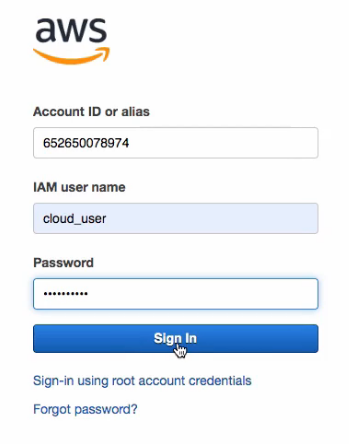 aws
Account ID or alias
652650078974
IAM user name
cloud_user
Password
••••••••••
Sign In
Sign-in using root account credentials
Forgot password?